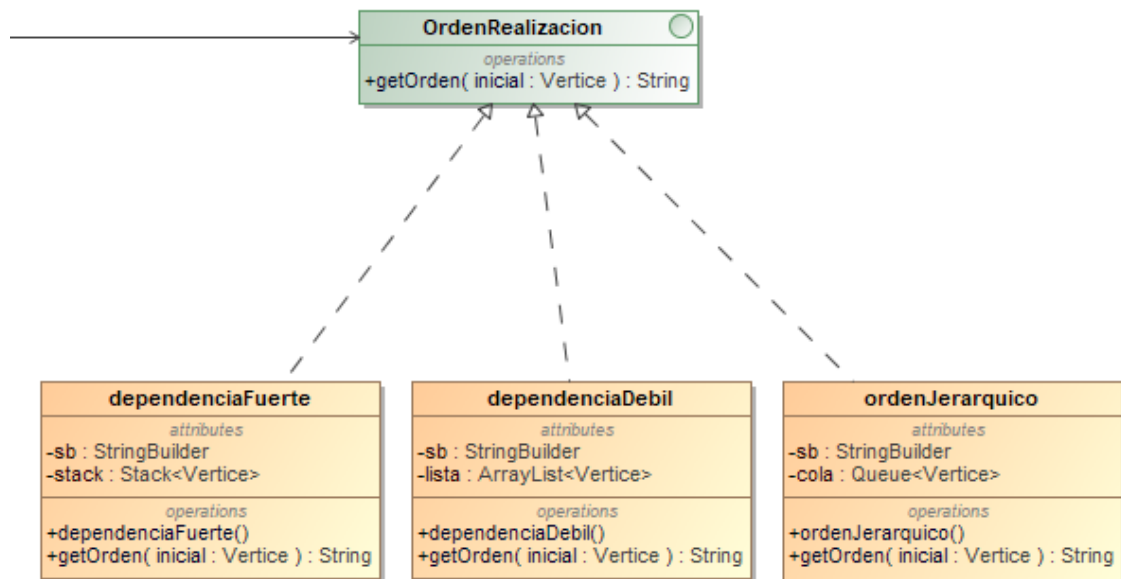 OrdenRealizacion
operations
+getOrden( inicial : Vertice ) : String
dependenciaFuerte
attributes
-sb : StringBuilder
-stack : Stack<Vertice>
operations
+dependenciaFuerte()
+getOrden( inicial : Vertice ) : String
dependenciaDebil
attributes
-sb : StringBuilder
-lista : ArrayList<Vertice>
operations
+dependenciaDebil()
+getOrden( inicial : Vertice ) : String
ordenJerarquico
attributes
-sb : StringBuilder
-cola : Queue<Vertice>
operations
+ordenJerarquico()
+getOrden( inicial : Vertice ) : String